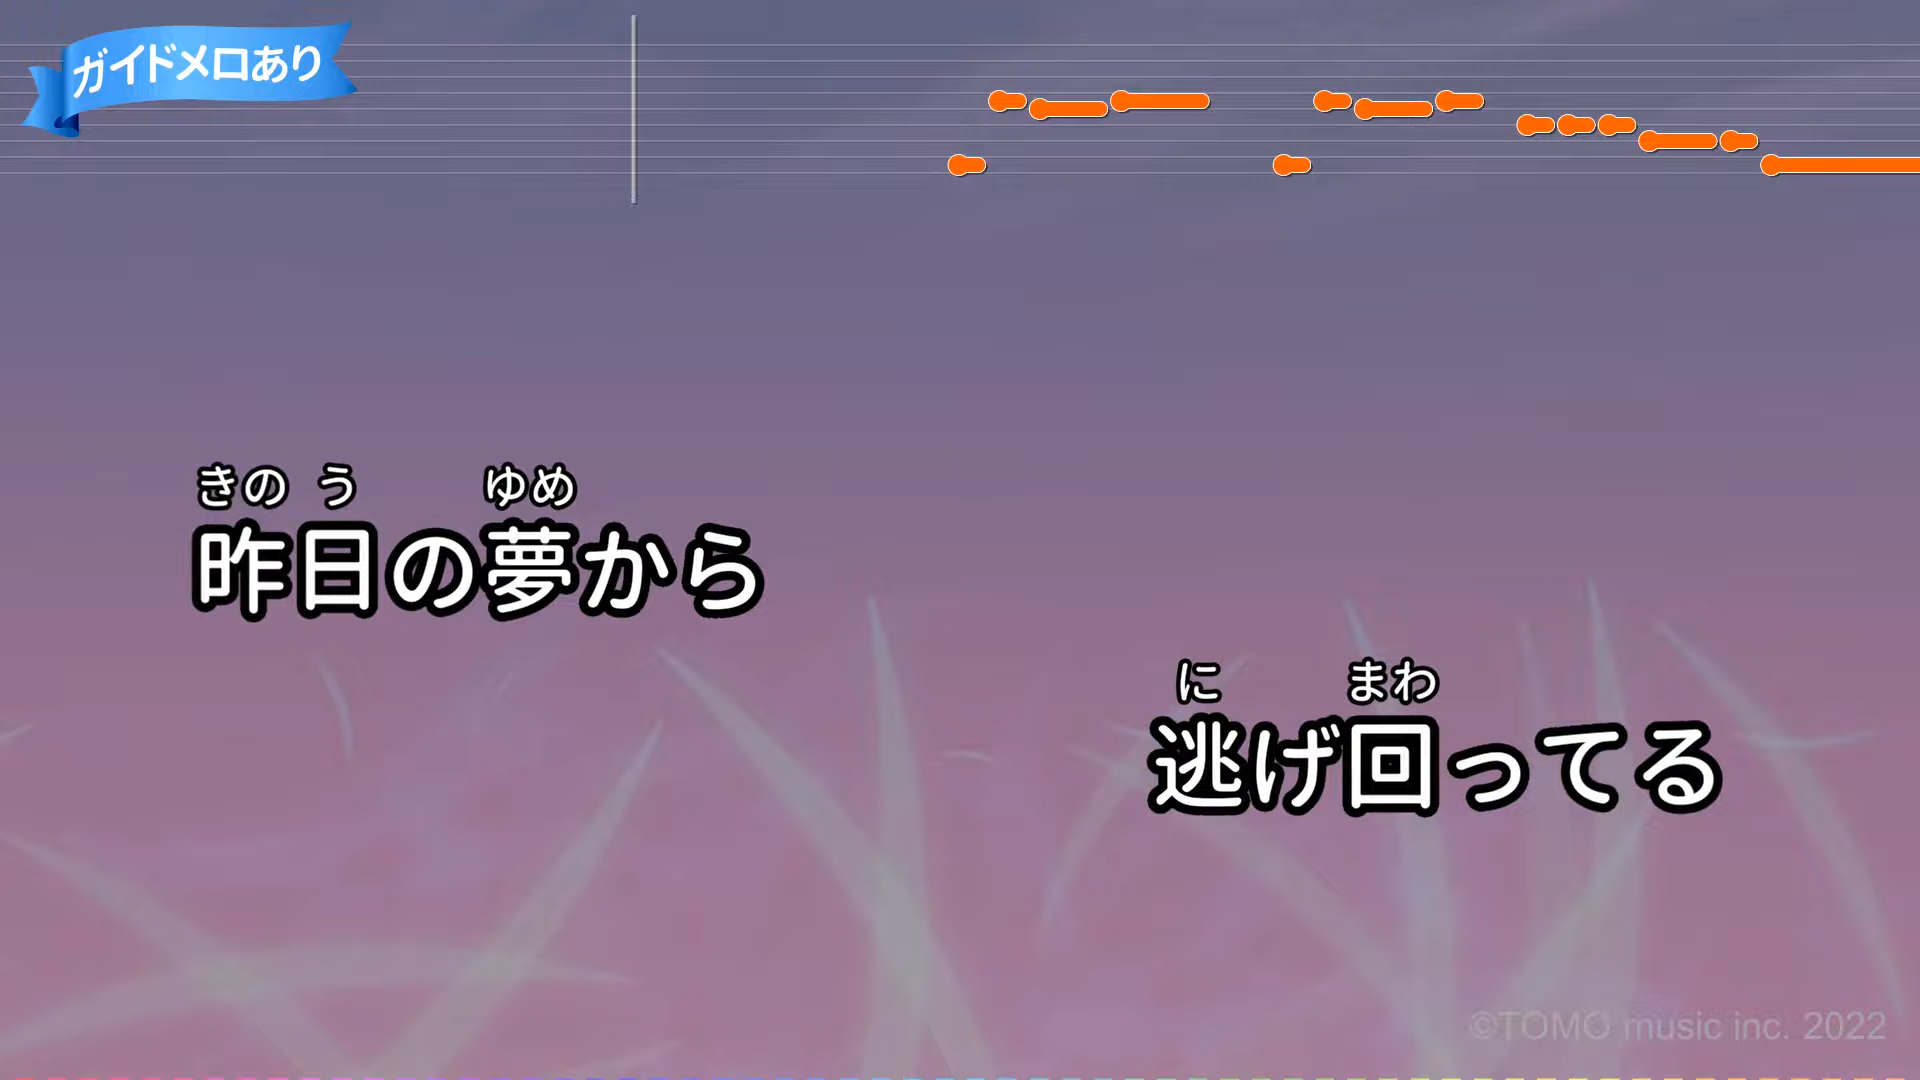 ガイドメロあり
きのう ゆめ
昨日の夢から
に まわ
逃げ回ってる
©TOMO music inc. 2022